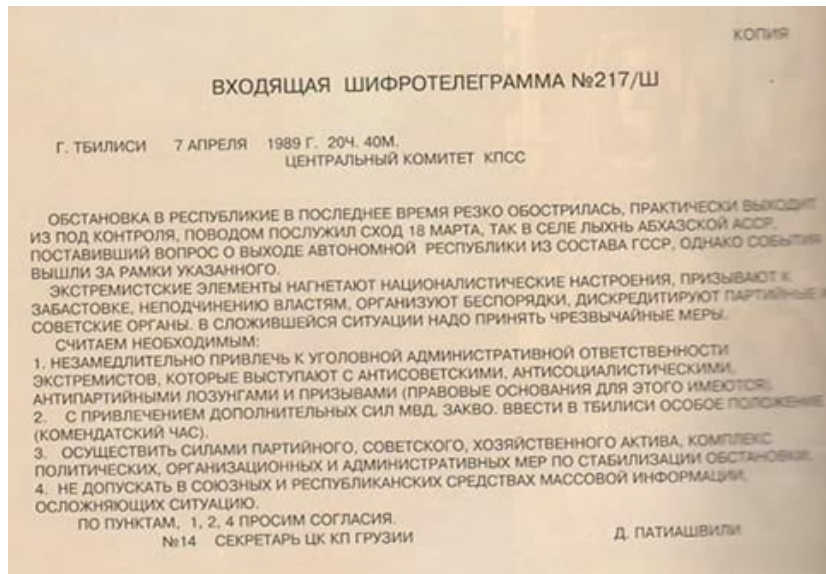 КОПИЯ
ВХОДЯЩАЯ ШИФРОТЕЛЕГРАММА №217/Ш
Г. ТБИЛИСИ 7 АПРЕЛЯ 1989 Г. 20Ч. 40М.
ЦЕНТРАЛЬНЫЙ КОМИТЕТ КПСС
ОБСТАНОВКА В РЕСПУБЛИКИЕ В ПОСЛЕДНЕЕ ВРЕМЯ РЕЗКО ОБОСТРИЛАСЬ, ПРАКТИЧЕСКИ ВЫХОДИТ
ИЗ ПОД КОНТРОЛЯ, ПОВОДОМ ПОСЛУЖИЛ СХОД 18 МАРТА, ТАК В СЕЛЕ ЛЫХНЬ АБХАЗСКОЙ АССР,
ПОСТАВИВШИЙ ВОПРОС О ВЫХОДЕ АВТОНОМНОЙ РЕСПУБЛИКИ ИЗ СОСТАВА ГССР, ОДНАКО СОБЫТИЯ
ВЫШЛИ ЗА РАМКИ УКАЗАННОГО.
ЭКСТРЕМИСТСКИЕ ЭЛЕМЕНТЫ НАГНЕТАЮТ НАЦИОНАЛИСТИЧЕСКИЕ НАСТРОЕНИЯ, ПРИЗЫВАЮТ К
ЗАБАСТОВКЕ, НЕПОДЧИНЕНИЮ ВЛАСТЯМ, ОРГАНИЗУЮТ БЕСПОРЯДКИ, ДИСКРЕДИТИРУЮТ ПАРТИЙНЫЕ И
СОВЕТСКИЕ ОРГАНЫ. В СЛОЖИВШЕЙСЯ СИТУАЦИИ НАДО ПРИНЯТЬ ЧРЕЗВЫЧАЙНЫЕ МЕРЫ.
СЧИТАЕМ НЕОБХОДИМЫМ:
1. НЕЗАМЕДЛИТЕЛЬНО ПРИВЛЕЧЬ К УГОЛОВНОЙ АДМИНИСТРАТИВНОЙ ОТВЕТСТВЕННОСТИ
ЭКСТРЕМИСТОВ, КОТОРЫЕ ВЫСТУПАЮТ С АНТИСОВЕТСКИМИ, АНТИСОЦИАЛИСТИЧЕСКИМИ,
АНТИПАРТИЙНЫМИ ЛОЗУНГАМИ И ПРИЗЫВАМИ (ПРАВОВЫЕ ОСНОВАНИЯ ДЛЯ ЭТОГО ИМЕЮТСЯ).
2. С ПРИВЛЕЧЕНИЕМ ДОПОЛНИТЕЛЬНЫХ СИЛ МВД, ЗАКВО. ВВЕСТИ В ТБИЛИСИ ОСОБОЕ ПОЛОЖЕНИЕ
(КОМЕНДАТСКИЙ ЧАС).
3. ОСУЩЕСТВИТЬ СИЛАМИ ПАРТИЙНОГО, СОВЕТСКОГО, ХОЗЯЙСТВЕННОГО АКТИВА, КОМПЛЕКС
ПОЛИТИЧЕСКИХ, ОРГАНИЗАЦИОННЫХ И АДМИНИСТРАТИВНЫХ МЕР ПО СТАБИЛИЗАЦИИ ОБСТАНОВКИ.
4. НЕ ДОПУСКАТЬ В СОЮЗНЫХ И РЕСПУБЛИКАНСКИХ СРЕДСТВАХ МАССОВОЙ ИНФОРМАЦИИ,
ОСЛОЖНЯЮЩИХ СИТУАЦИЮ.
ПО ПУНКТАМ, 1, 2, 4 ПРОСИМ СОГЛАСИЯ.
№14 СЕКРЕТАРЬ ЦК КП ГРУЗИИ Д. ПАТИАШВИЛИ